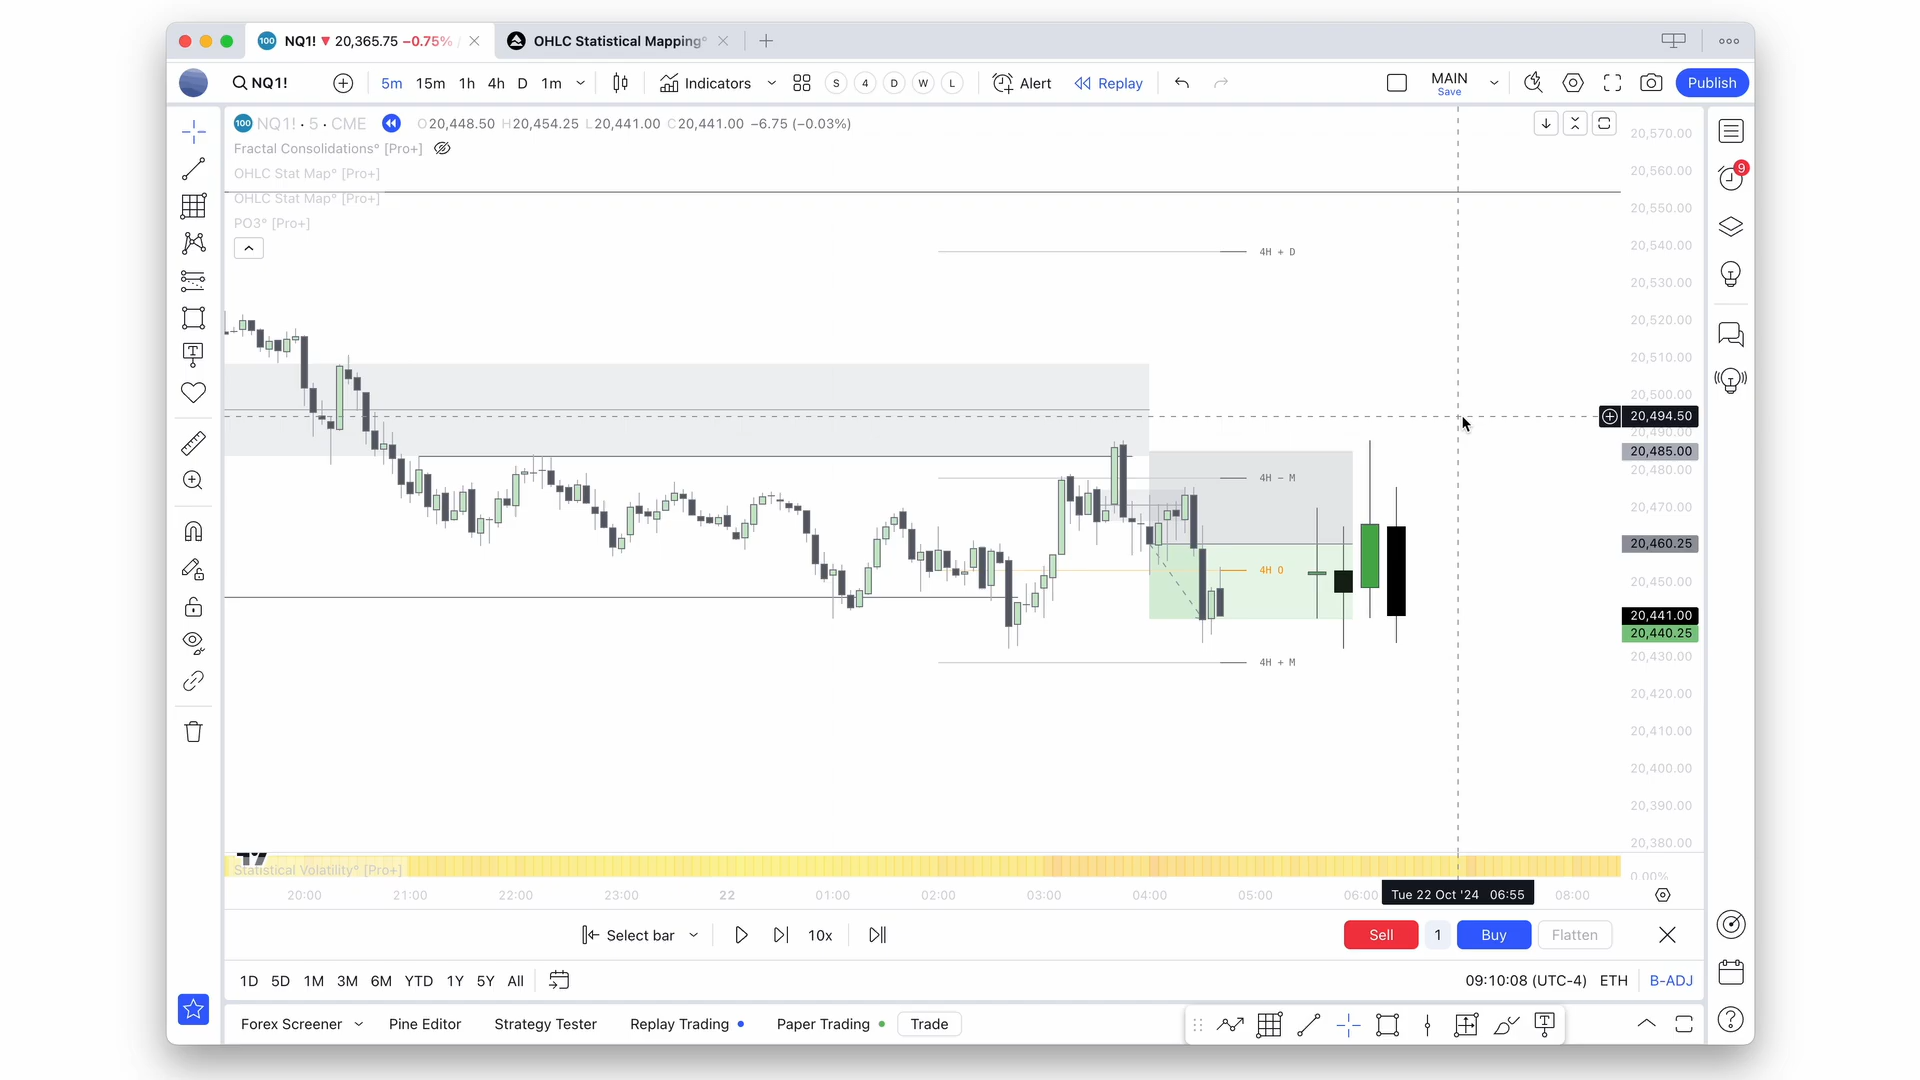 100 NQ1! ▼ 20,365.75 −0.75% / OHLC Statistical Mapping°
NQ1! 5m 15m 1h 4h D 1m Indicators S 4 D W L Alert Replay MAIN Save Publish
100 NQ1! · 5 · CME O20,448.50 H20,454.25 L20,441.00 C20,441.00 −6.75 (−0.03%)
Fractal Consolidations° [Pro+]
OHLC Stat Map° [Pro+]
OHLC Stat Map° [Pro+]
PO3° [Pro+]
9
4H + D
4H − M
4H O
4H + M
20,570.00
20,560.00
20,550.00
20,540.00
20,530.00
20,520.00
20,510.00
20,500.00
20,494.50
20,490.00
20,485.00
20,480.00
20,470.00
20,460.25
20,450.00
20,441.00
20,440.25
20,430.00
20,420.00
20,410.00
20,400.00
20,390.00
20,380.00
Statistical Volatility° [Pro+]
0.00%
20:00 21:00 22:00 23:00 22 01:00 02:00 03:00 04:00 05:00 06:00 Tue 22 Oct '24 06:55 08:00
Select bar 10x Sell 1 Buy Flatten
1D 5D 1M 3M 6M YTD 1Y 5Y All 09:10:08 (UTC-4) ETH B-ADJ
Forex Screener Pine Editor Strategy Tester Replay Trading Paper Trading Trade